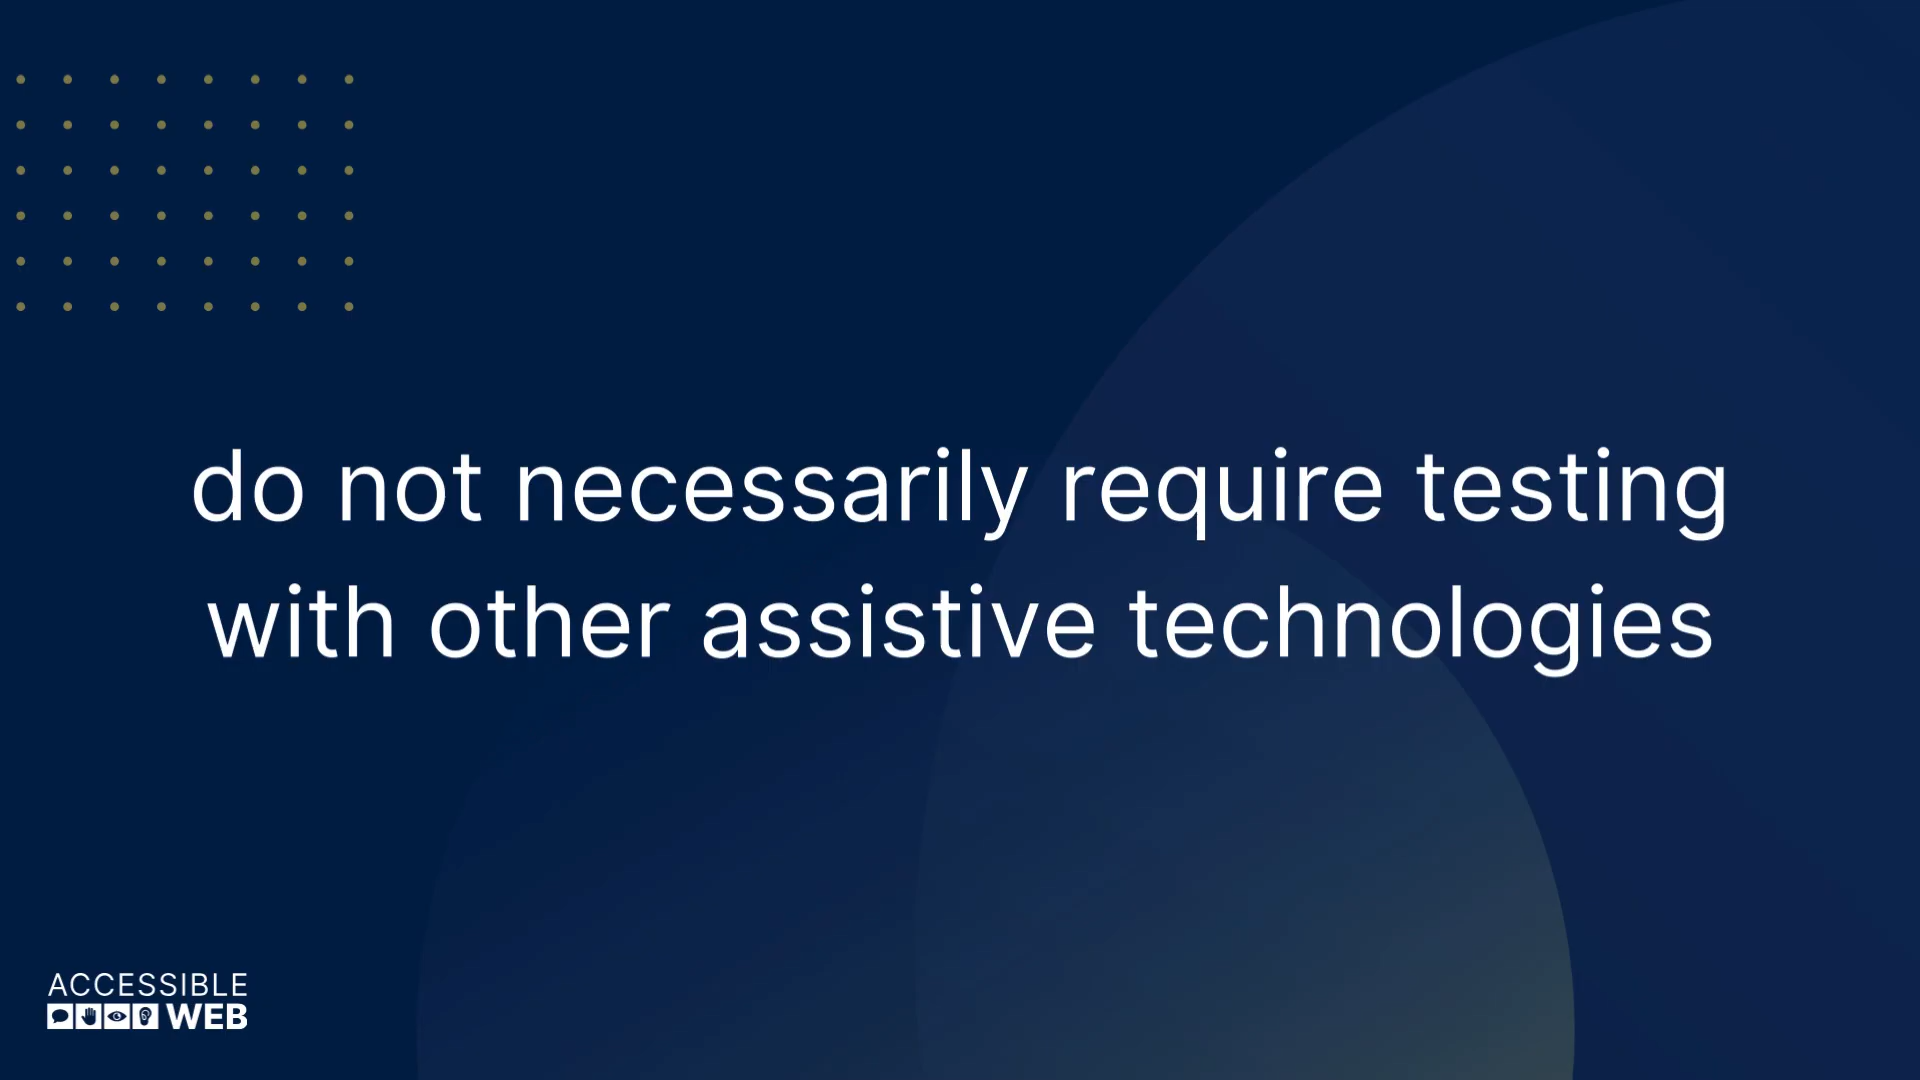 do not necessarily require testing
with other assistive technologies
ACCESSIBLE
WEB